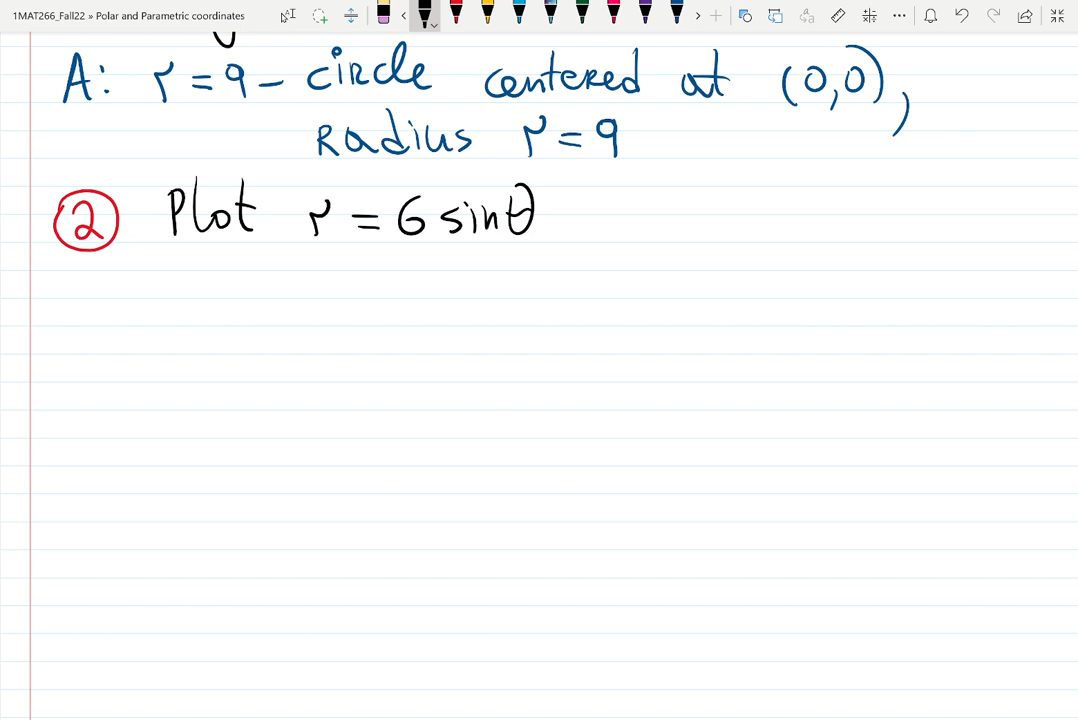 1MAT266_Fall22 » Polar and Parametric coordinates
A: r = 9 - circle centered at (0,0),
radius r = 9
2 Plot r = 6 sinθ